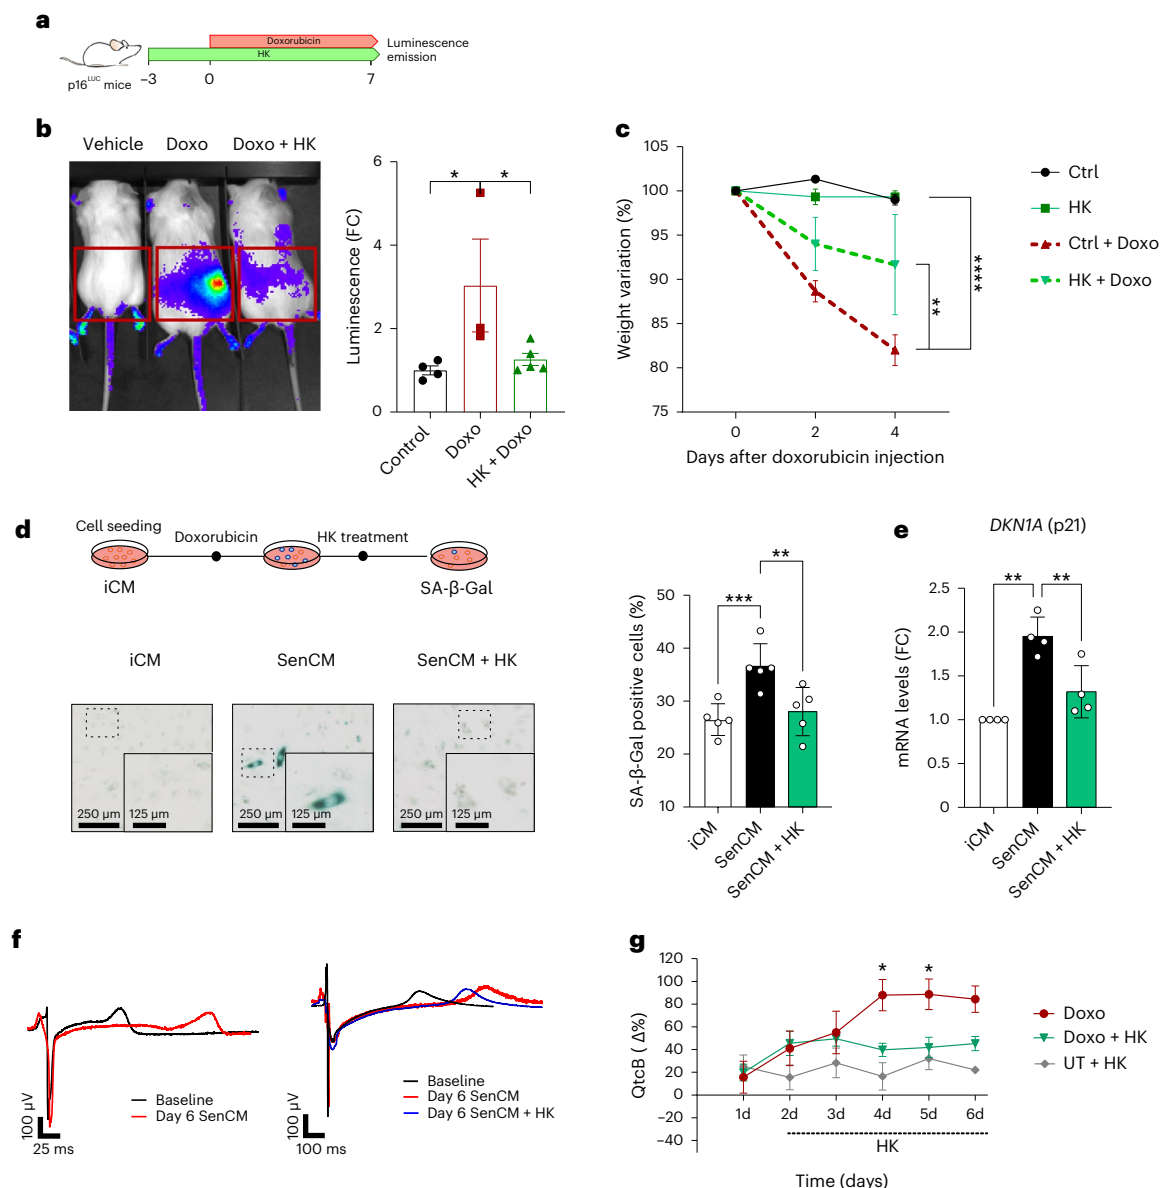 a
Doxorubicin
HK
Luminescence
emission
p16LUC mice
–3
0
7
b
Vehicle
Doxo
Doxo + HK
Luminescence (FC)
6
4
2
0
*
*
Control
Doxo
HK + Doxo
c
Weight variation (%)
105
100
95
90
85
80
75
0
2
4
Days after doxorubicin injection
**
****
Ctrl
HK
Ctrl + Doxo
HK + Doxo
d
Cell seeding
Doxorubicin
HK treatment
iCM
SA-β-Gal
iCM
SenCM
SenCM + HK
250 µm
125 µm
250 µm
125 µm
250 µm
125 µm
SA-β-Gal positive cells (%)
50
40
30
20
10
***
**
iCM
SenCM
SenCM + HK
e
DKN1A (p21)
mRNA levels (FC)
2.5
2.0
1.5
1.0
0.5
0
**
**
iCM
SenCM
SenCM + HK
f
Baseline
Day 6 SenCM
100 µV
25 ms
Baseline
Day 6 SenCM
Day 6 SenCM + HK
100 µV
100 ms
g
QtcB ( Δ%)
120
100
80
60
40
20
0
–20
–40
*
*
1d
2d
3d
4d
5d
6d
HK
Time (days)
Doxo
Doxo + HK
UT + HK